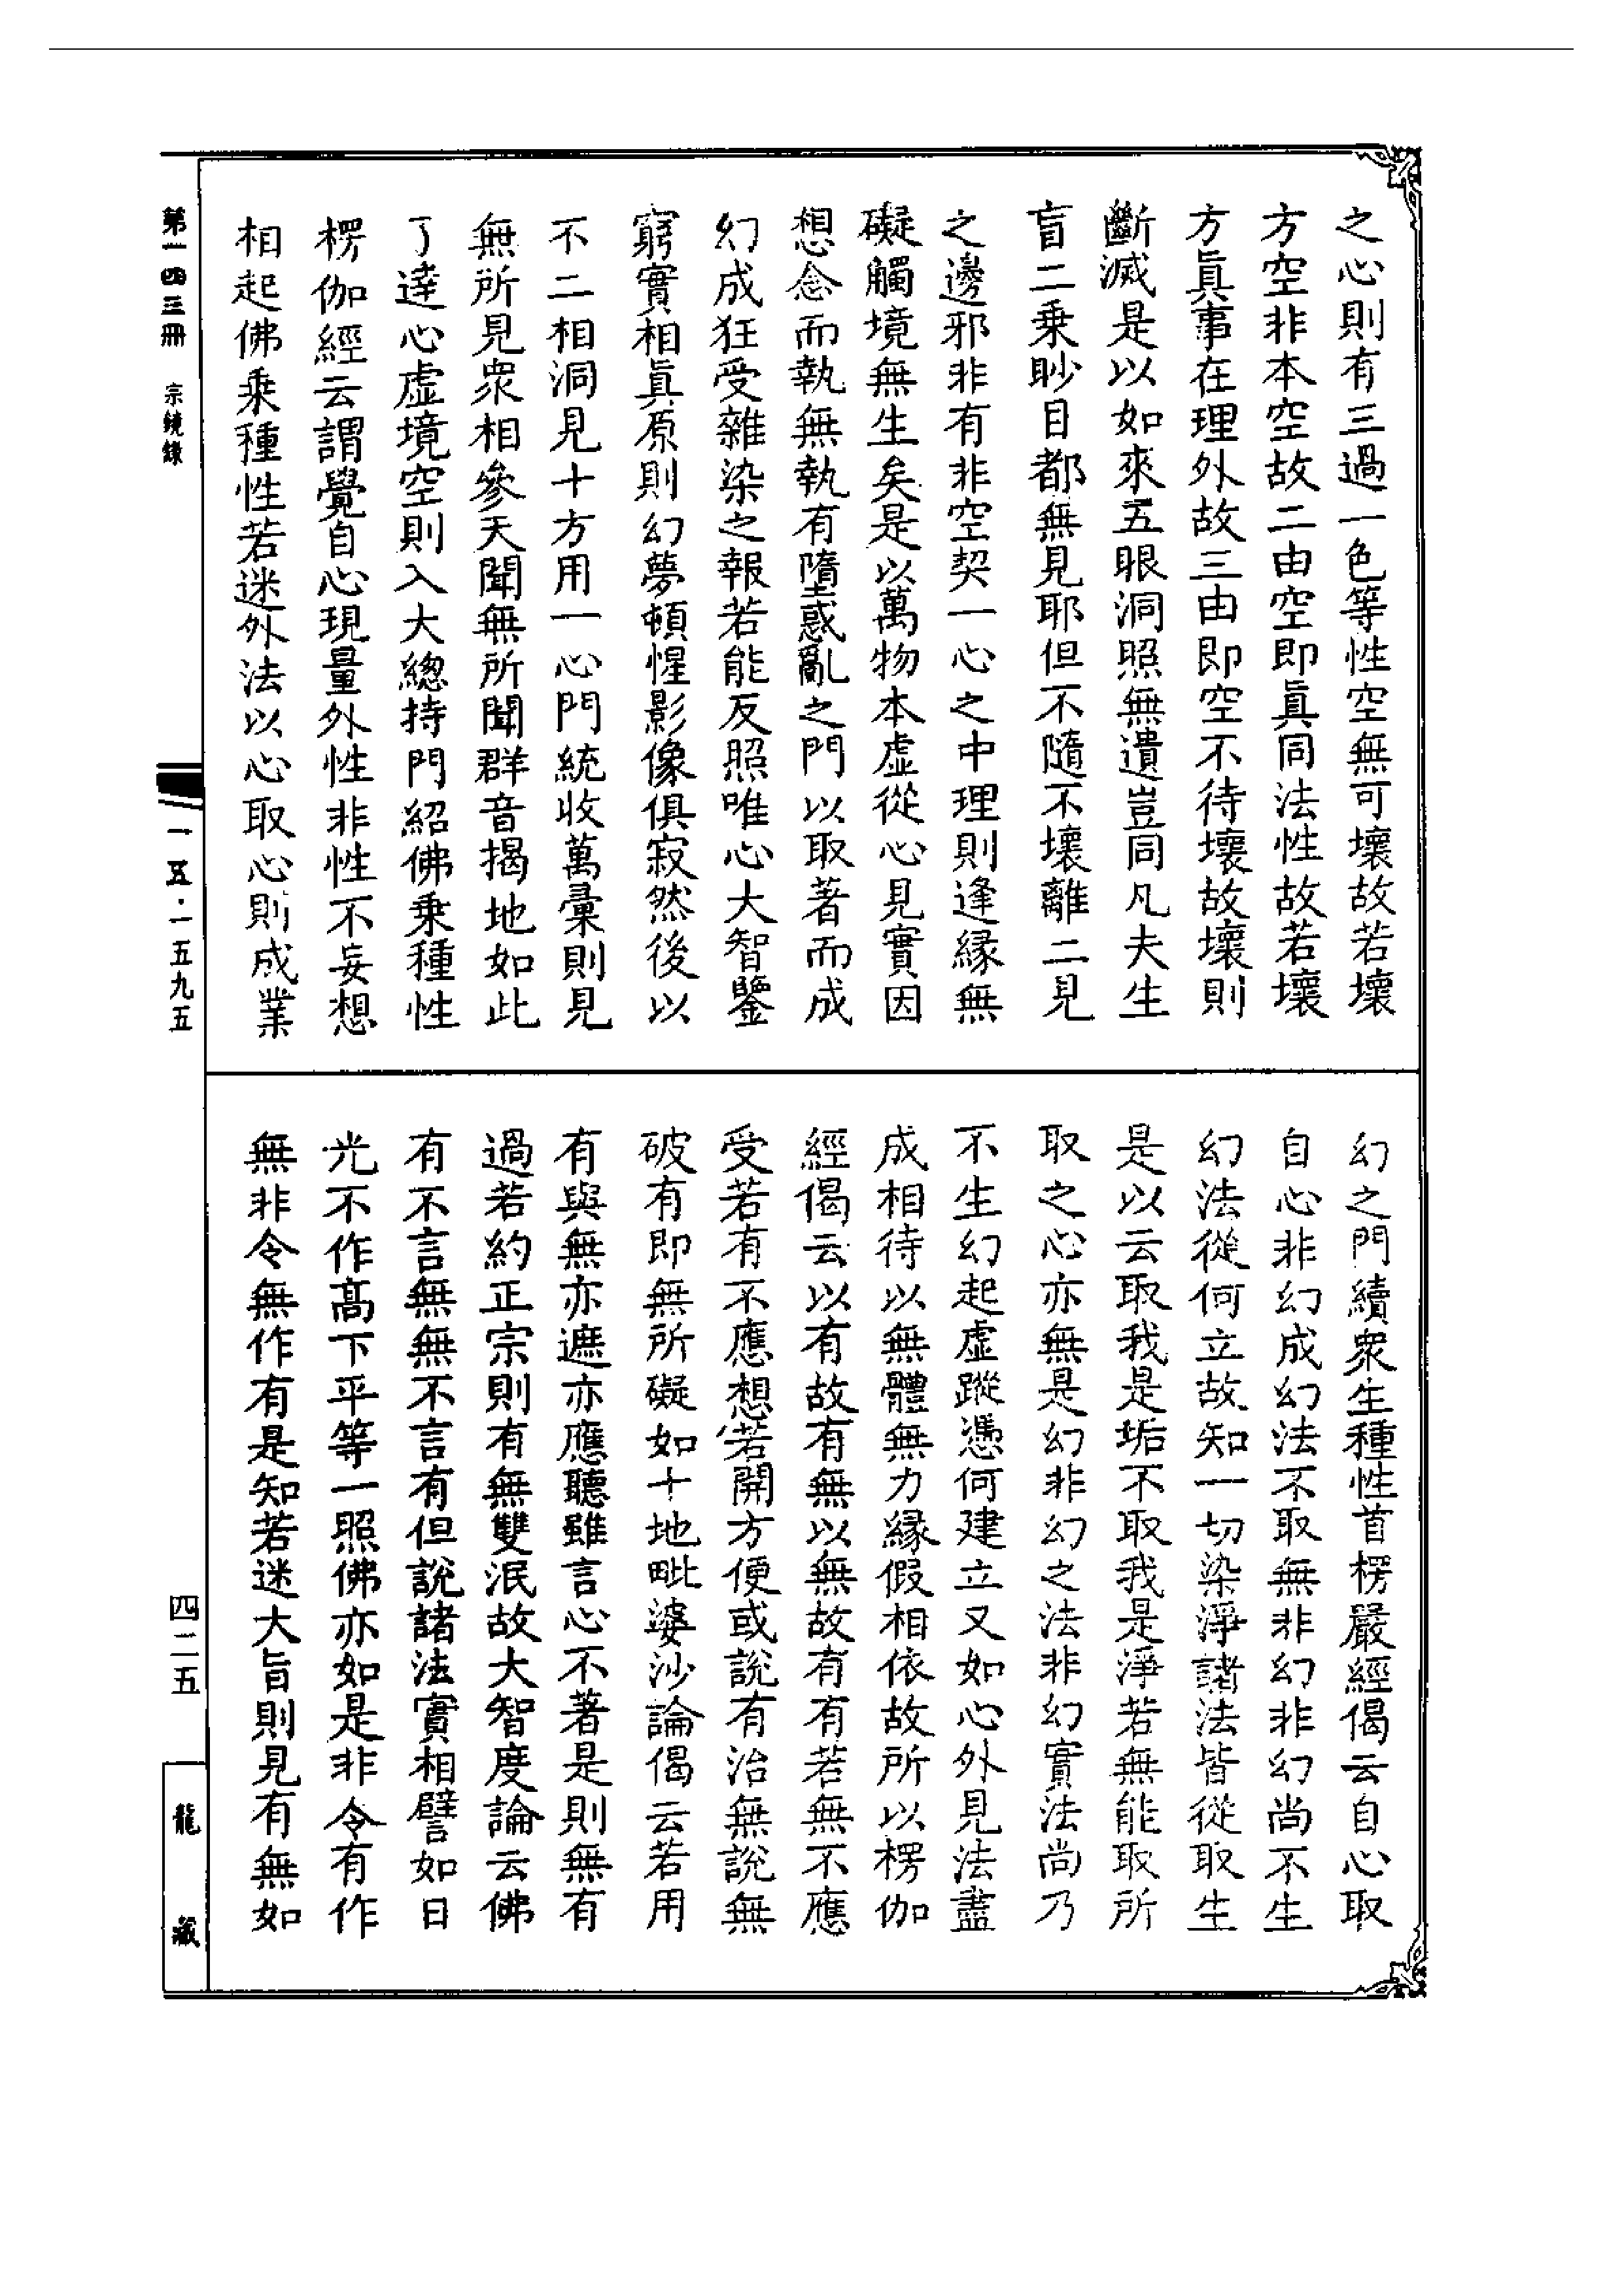 之心則有三過一色等性空無可壞故若壞
方空非本空故二由空即眞同法性故若壞
方眞事在理外故三由即空不待壞故壞則
斷滅是以如來五眼洞照無遺豈同凡夫生
盲二乗眇目都無見耶但不隨不壞離二見
之邊邪非有非空契一心之中理則逢緣無
礙觸境無生矣是以萬物本虛從心見實因
想念而執無執有墮惑亂之門以取著而成
幻成狂受雜染之報若能反照唯心大智鑒
窮實相眞原則幻夢頓惺影像俱寂然後以
不二相洞見十方用一心門統收萬彙則見
無所見眾相參天聞無所聞群音揭地如此
了達心虛境空則入大總持門紹佛乗種性
楞伽經云謂覺自心現量外性非性不妄想
相起佛乗種性若迷外法以心取心則成業
幻之門續眾生種性首楞嚴經偈云自心取
自心非幻成幻法不取無非幻非幻尚不生
幻法從何立故知一切染淨諸法皆從取生
是以云取我是垢不取我是淨若無能取所
取之心亦無是幻非幻之法非幻實法尚乃
不生幻起虛蹤憑何建立又如心外見法盡
成相待以無體無力緣假相依故所以楞伽
經偈云以有故有無以無故有有若無不應
受若有不應想若開方便或說有治無說無
破有即無所礙如十地毗婆沙論偈云若用
有與無亦遮亦應聽雖言心不著是則無有
過若約正宗則有無雙泯故大智度論云佛
有不言無無不言有但說諸法實相譬如日
光不作高下平等一照佛亦如是非令有作
無非令無作有是知若迷大旨則見有無如
第一四三冊 宗鏡錄
一五·一五九五
四二五
龍藏